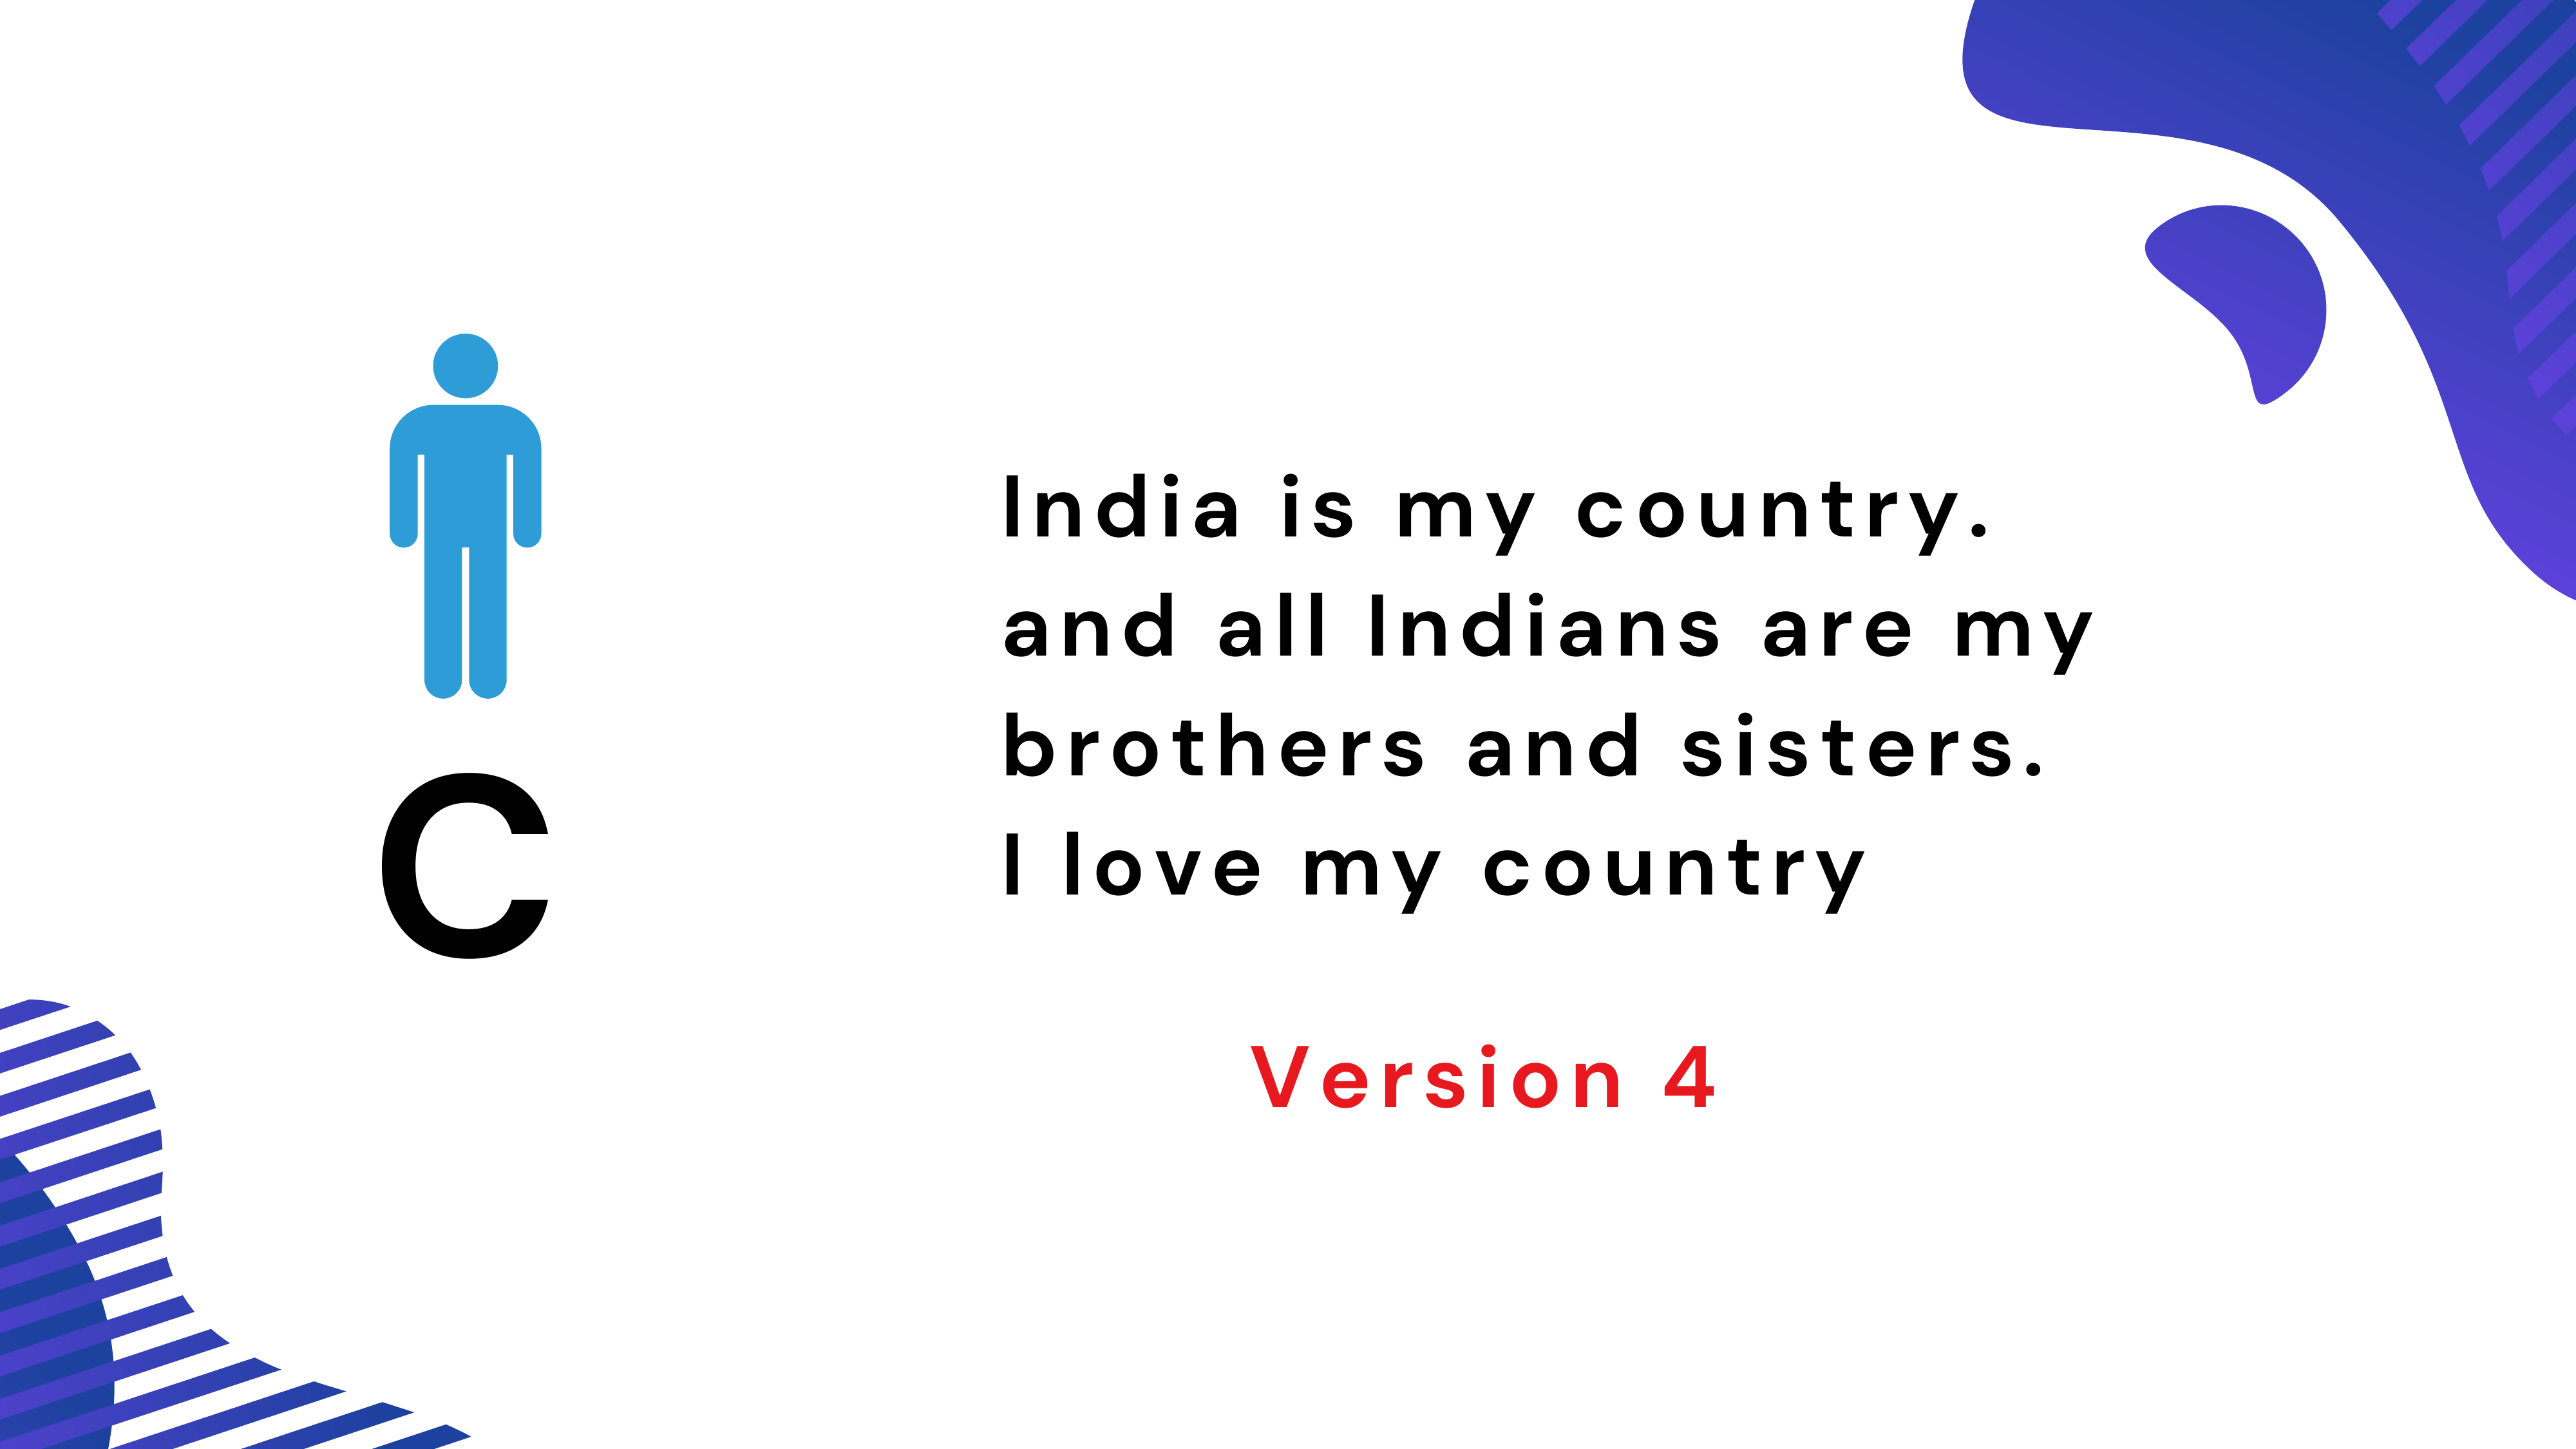 C
India is my country.
and all Indians are my
brothers and sisters.
I love my country
Version 4